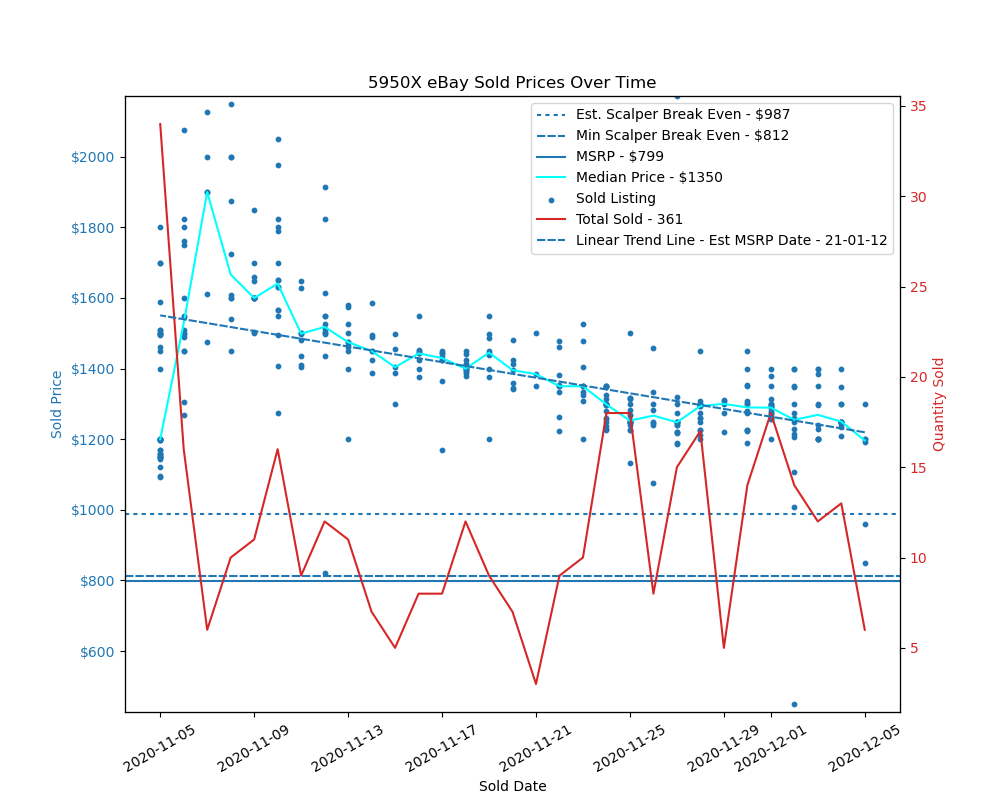 5950X eBay Sold Prices Over Time
Est. Scalper Break Even - $987
Min Scalper Break Even - $812
MSRP - $799
Median Price - $1350
Sold Listing
Total Sold - 361
Linear Trend Line - Est MSRP Date - 21-01-12
$2000
$1800
$1600
$1400
$1200
$1000
$800
$600
Sold Price
35
30
25
20
15
10
5
Quantity Sold
2020-11-05
2020-11-09
2020-11-13
2020-11-17
2020-11-21
2020-11-25
2020-11-29
2020-12-01
2020-12-05
Sold Date